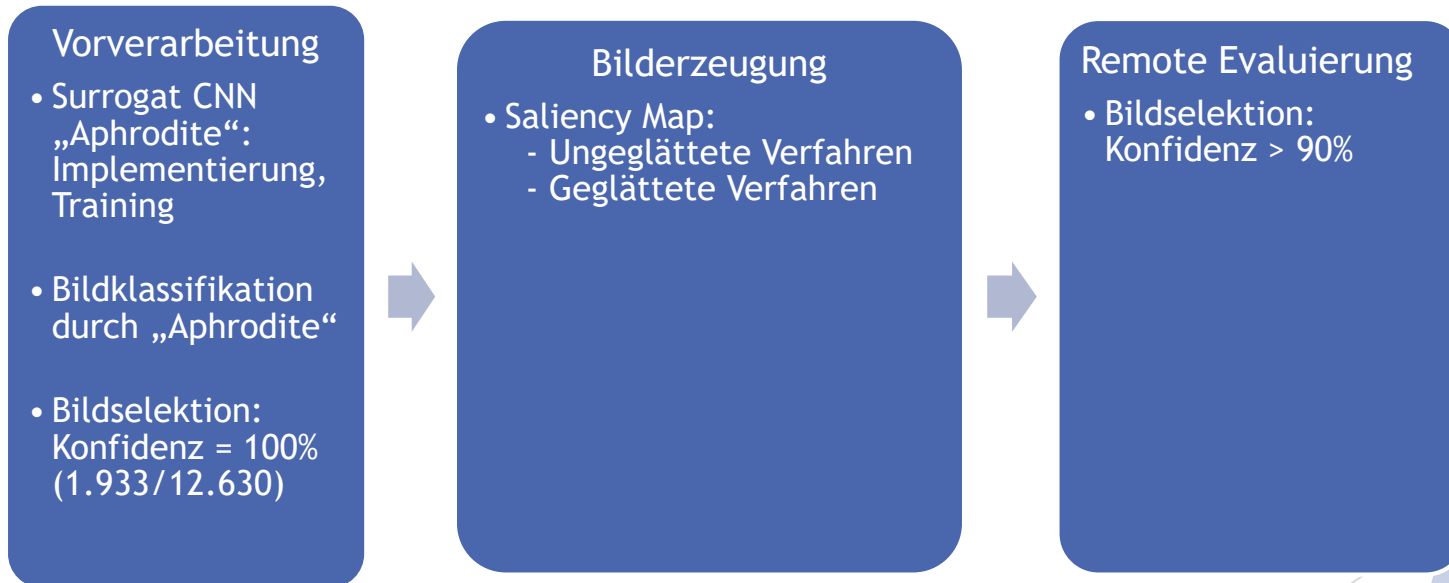 Vorverarbeitung
• Surrogat CNN
„Aphrodite“:
Implementierung,
Training
• Bildklassifikation
durch „Aphrodite“
• Bildselektion:
Konfidenz = 100%
(1.933/12.630)
Bilderzeugung
• Saliency Map:
- Ungeglättete Verfahren
- Geglättete Verfahren
Remote Evaluierung
• Bildselektion:
Konfidenz > 90%